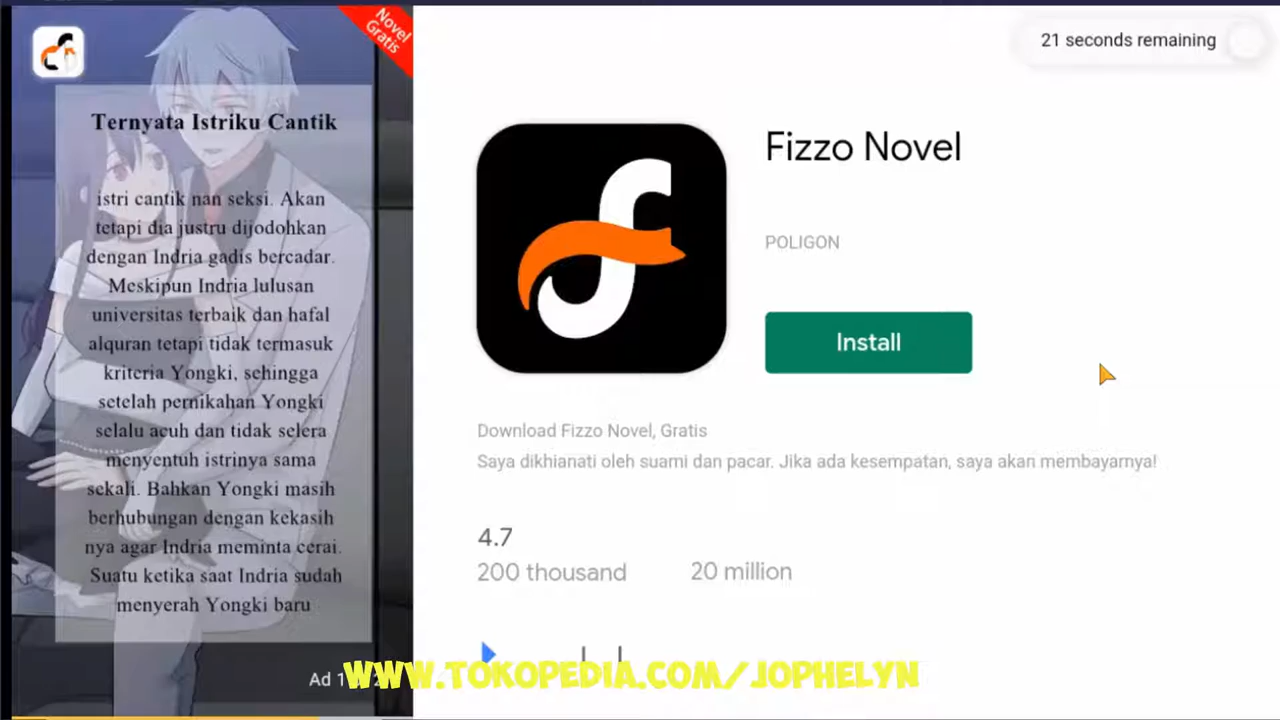 Novel
Gratis
Ternyata Istriku Cantik
istri cantik nan seksi. Akan
tetapi dia justru dijodohkan
dengan Indria gadis bercadar.
Meskipun Indria lulusan
universitas terbaik dan hafal
alquran tetapi tidak termasuk
kriteria Yongki, sehingga
setelah pernikahan Yongki
selalu acuh dan tidak selera
menyentuh istrinya sama
sekali. Bahkan Yongki masih
berhubungan dengan kekasih
nya agar Indria meminta cerai.
Suatu ketika saat Indria sudah
menyerah Yongki baru
21 seconds remaining
Fizzo Novel
POLIGON
Install
Download Fizzo Novel, Gratis
Saya dikhianati oleh suami dan pacar. Jika ada kesempatan, saya akan membayarnya!
4.7
200 thousand
20 million
Ad 1
WWW.TOKOPEDIA.COM/JOPHELYN